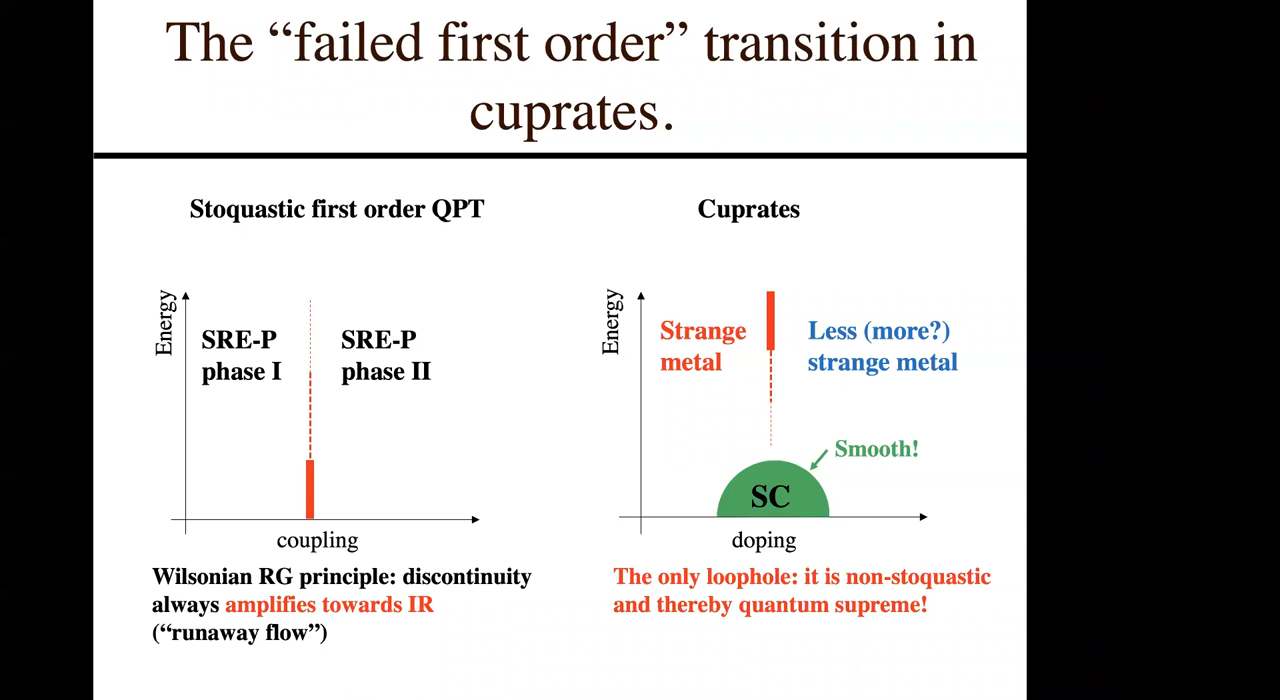 The “failed first order” transition in
cuprates.
Stoquastic first order QPT
Energy
SRE-P
phase I
SRE-P
phase II
coupling
Wilsonian RG principle: discontinuity
always amplifies towards IR
(“runaway flow”)
Cuprates
Energy
Strange
metal
Less (more?)
strange metal
Smooth!
SC
doping
The only loophole: it is non-stoquastic
and thereby quantum supreme!